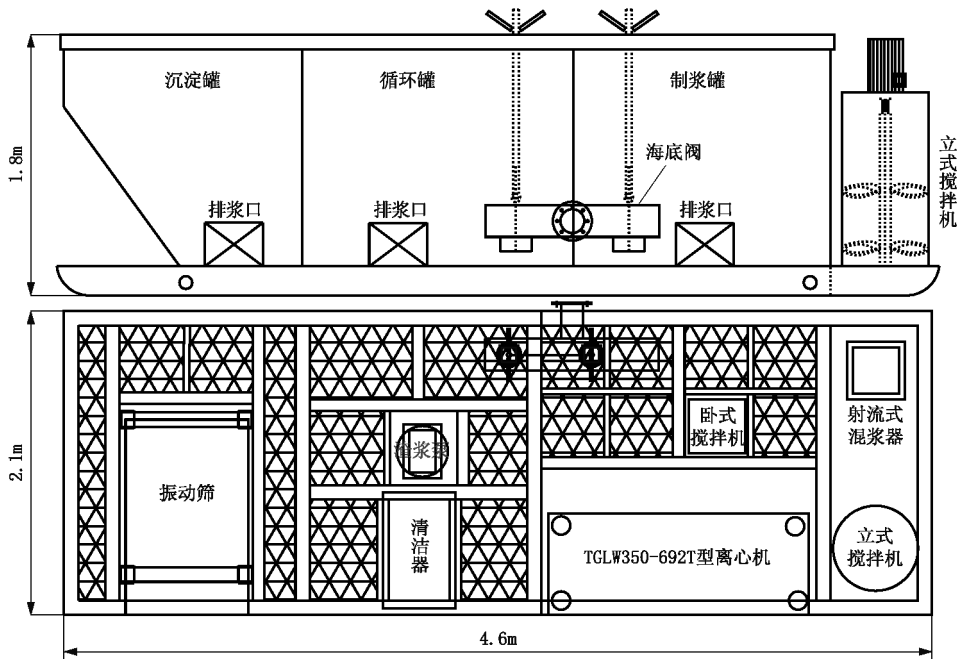 沉淀罐
循环罐
制浆罐
1.8m
海底阀
立式搅拌机
排浆口
排浆口
排浆口
2.1m
振动筛
渣浆泵
清洁器
卧式
搅拌机
射流式
混浆器
TGLW350-692T型离心机
立式
搅拌机
4.6m